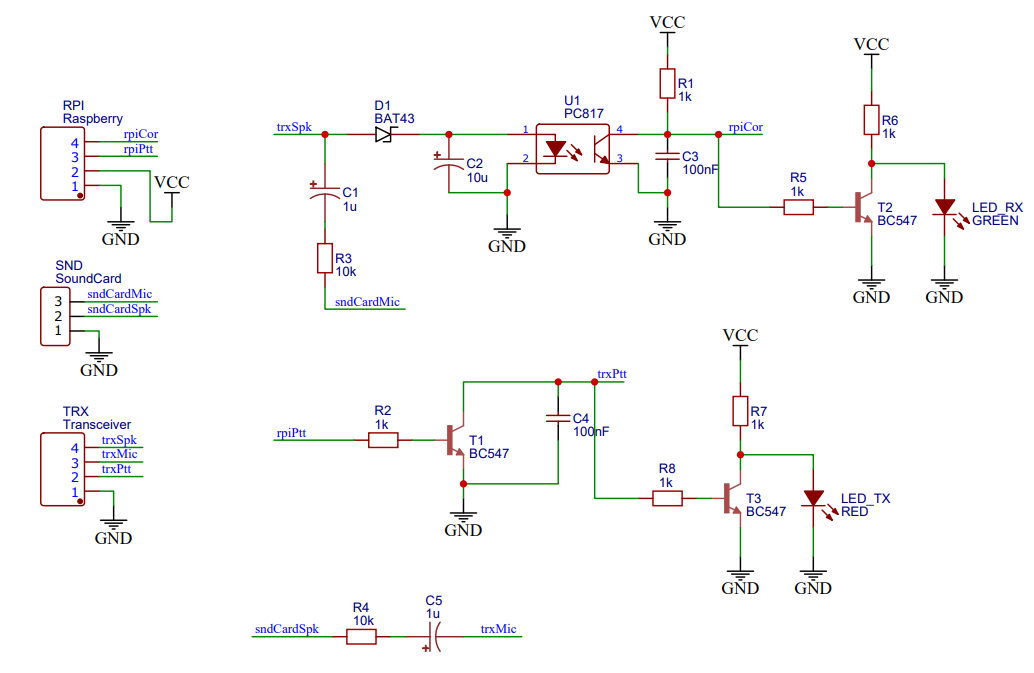 VCC
R1
1k
VCC
R6
1k
RPI
Raspberry
4
3
2
1
rpiCor
rpiPtt
VCC
GND
trxSpk
D1
BAT43
+
C1
1u
R3
10k
sndCardMic
+
C2
10u
GND
U1
PC817
1
2
4
3
C3
100nF
GND
rpiCor
R5
1k
T2
BC547
GND
LED_RX
GREEN
GND
SND
SoundCard
3
2
1
sndCardMic
sndCardSpk
GND
TRX
Transceiver
4
3
2
1
trxSpk
trxMic
trxPtt
GND
rpiPtt
R2
1k
T1
BC547
GND
C4
100nF
trxPtt
VCC
R7
1k
R8
1k
T3
BC547
GND
LED_TX
RED
GND
sndCardSpk
R4
10k
C5
1u
+
trxMic